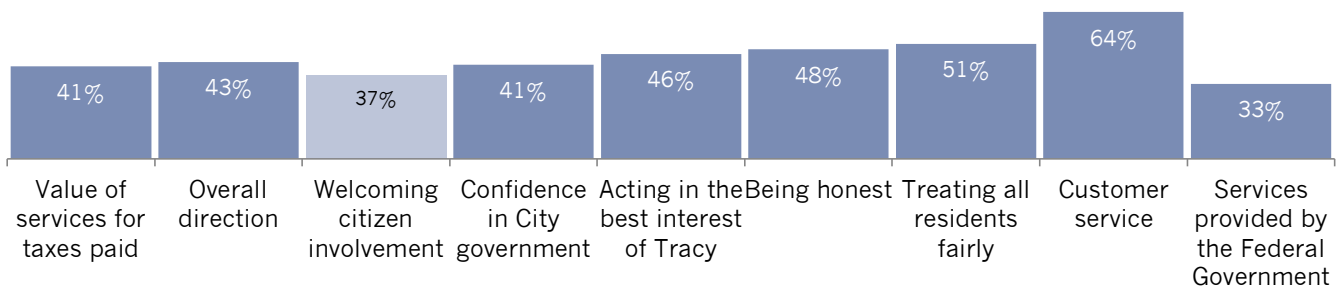 41%
43%
37%
41%
46%
48%
51%
64%
33%
Value of
services for
taxes paid
Overall
direction
Welcoming
citizen
involvement
Confidence
in City
government
Acting in the
best interest
of Tracy
Being honest
Treating all
residents
fairly
Customer
service
Services
provided by
the Federal
Government